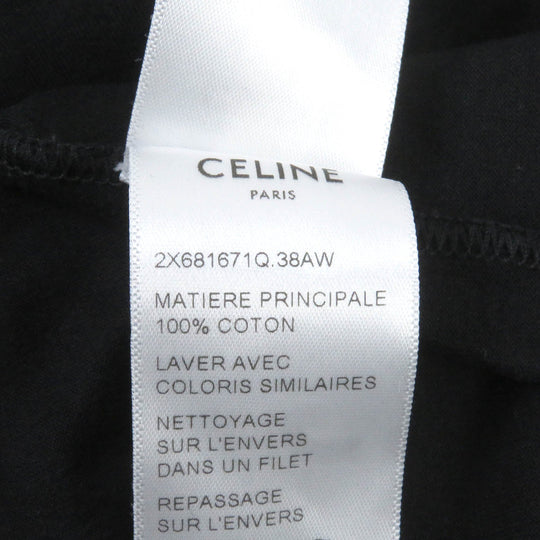 CELINE
PARIS
2X681671Q.38AW
MATIERE PRINCIPALE
100% COTON
LAVER AVEC
COLORIS SIMILAIRES
NETTOYAGE
SUR L'ENVERS
DANS UN FILET
REPASSAGE
SUR L'ENVERS